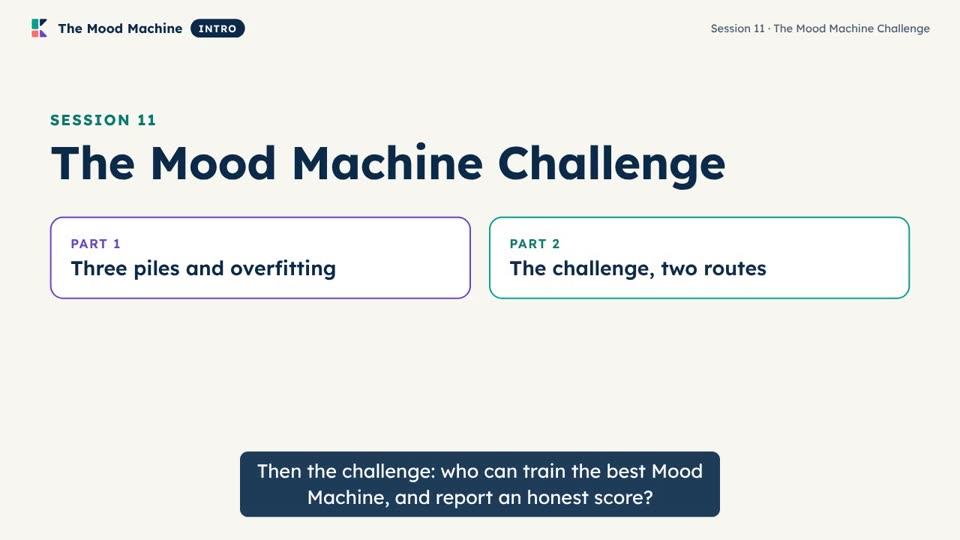 The Mood Machine INTRO
Session 11 · The Mood Machine Challenge
SESSION 11
The Mood Machine Challenge
PART 1
Three piles and overfitting
PART 2
The challenge, two routes
Then the challenge: who can train the best Mood
Machine, and report an honest score?